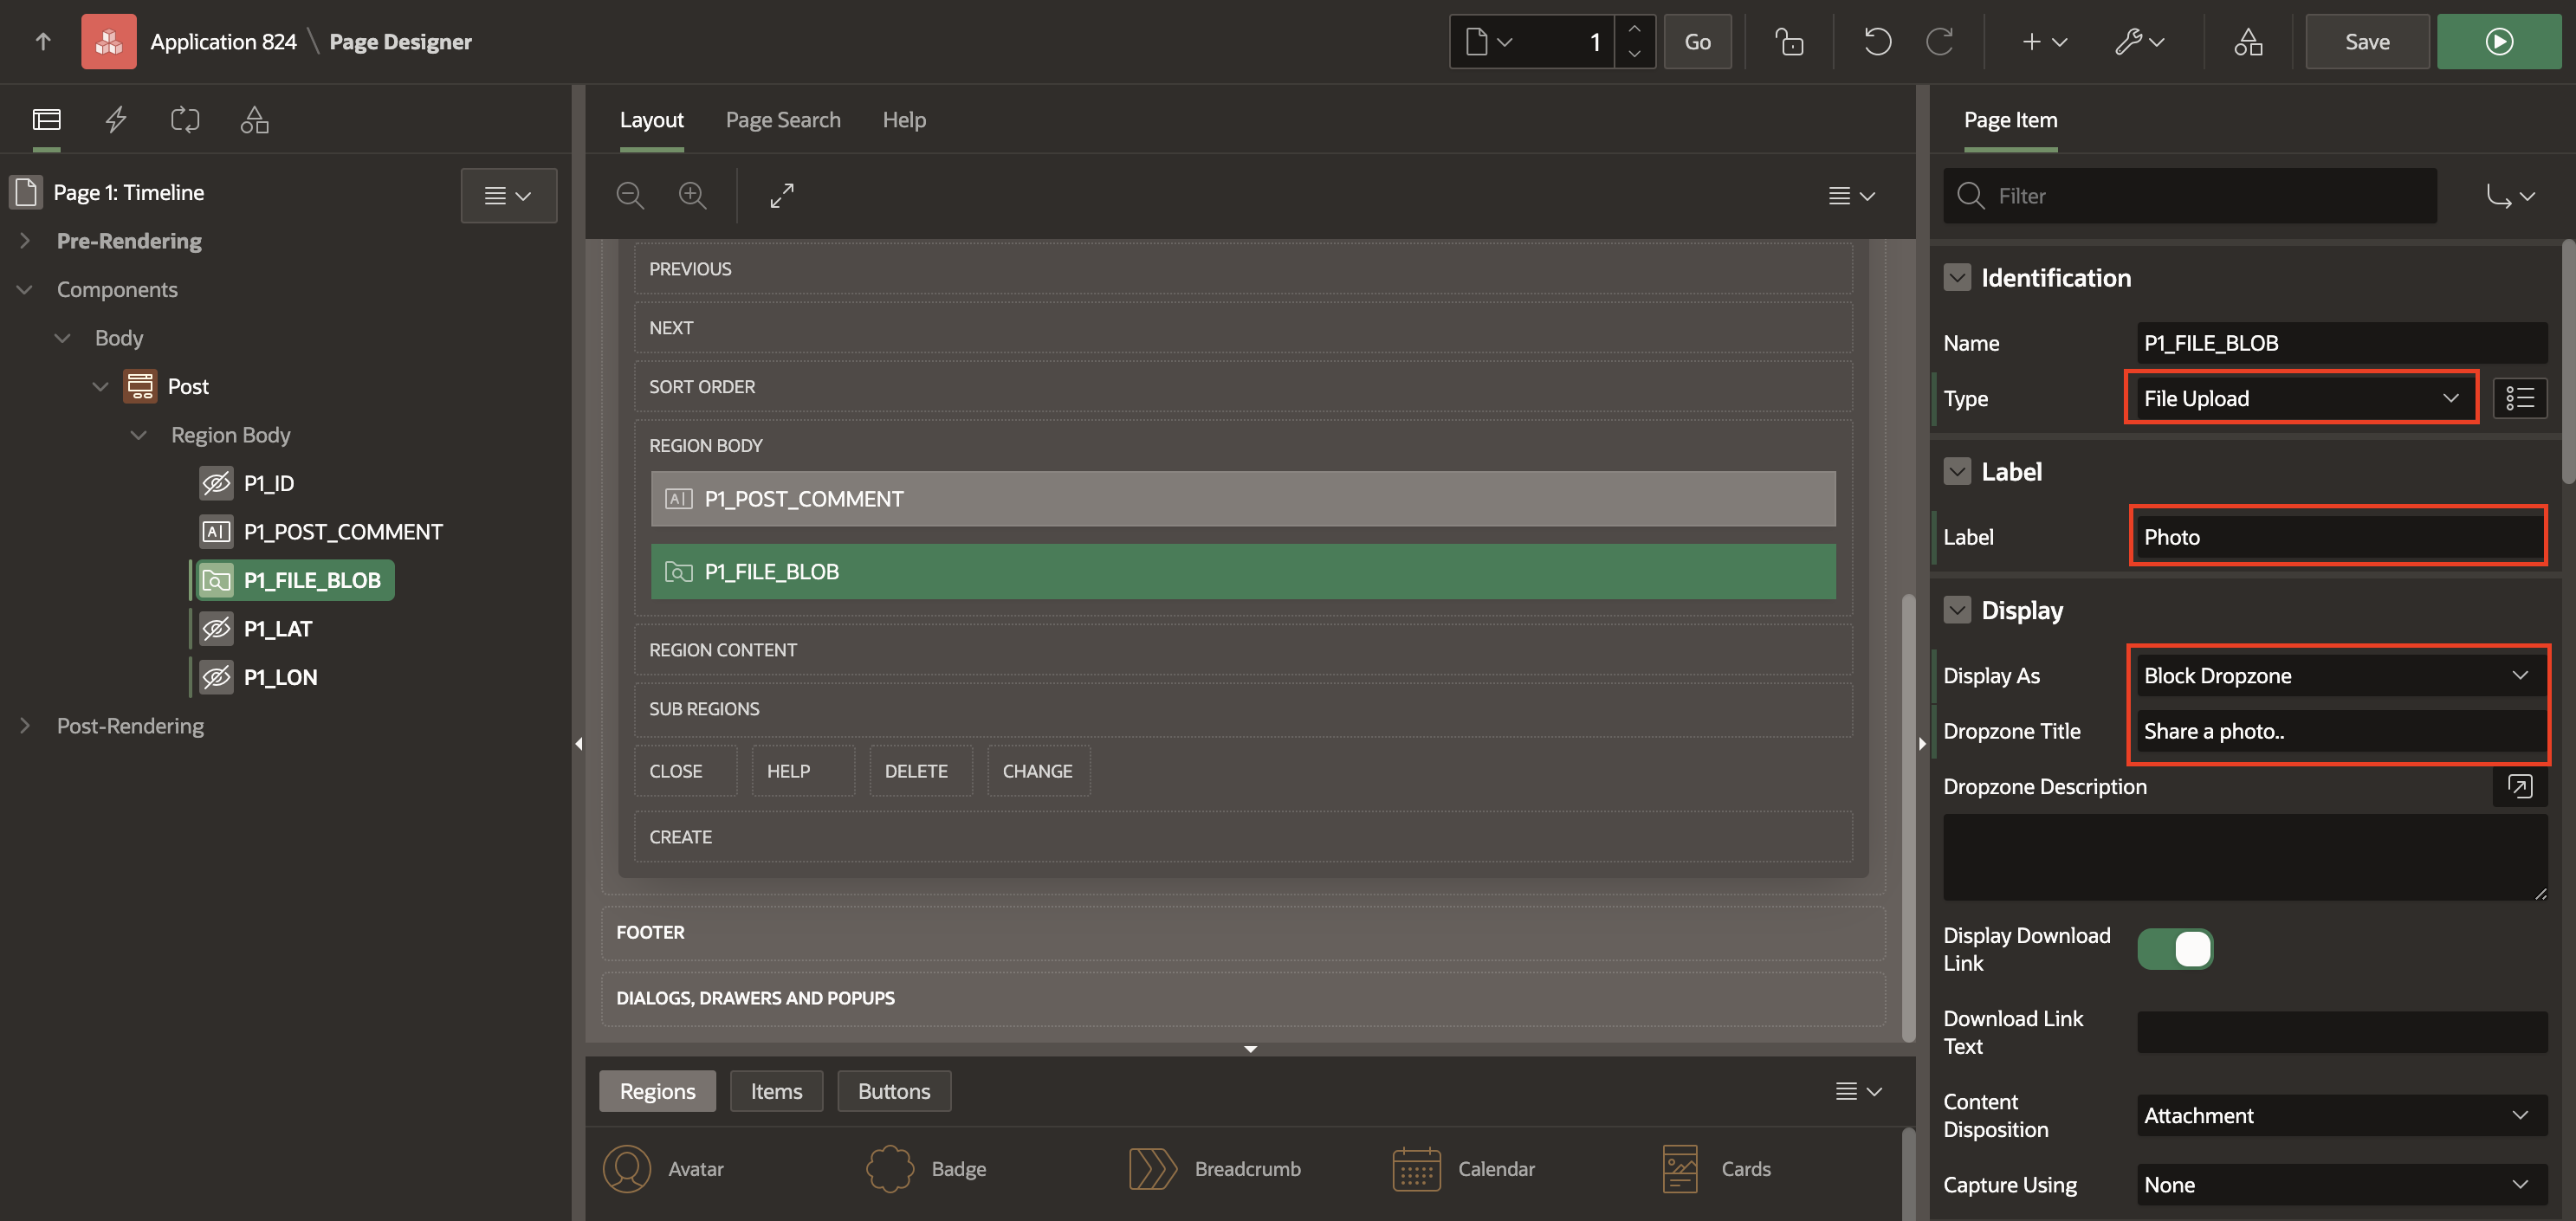 Application 824 \ Page Designer
1
Go
Save
Page 1: Timeline
Pre-Rendering
Components
Body
Post
Region Body
P1_ID
P1_POST_COMMENT
P1_FILE_BLOB
P1_LAT
P1_LON
Post-Rendering
Layout
Page Search
Help
PREVIOUS
NEXT
SORT ORDER
REGION BODY
P1_POST_COMMENT
P1_FILE_BLOB
REGION CONTENT
SUB REGIONS
CLOSE
HELP
DELETE
CHANGE
CREATE
FOOTER
DIALOGS, DRAWERS AND POPUPS
Regions
Items
Buttons
Avatar
Badge
Breadcrumb
Calendar
Cards
Page Item
Filter
Identification
Name
P1_FILE_BLOB
Type
File Upload
Label
Label
Photo
Display
Display As
Block Dropzone
Dropzone Title
Share a photo..
Dropzone Description
Display Download
Link
Download Link
Text
Content
Disposition
Attachment
Capture Using
None